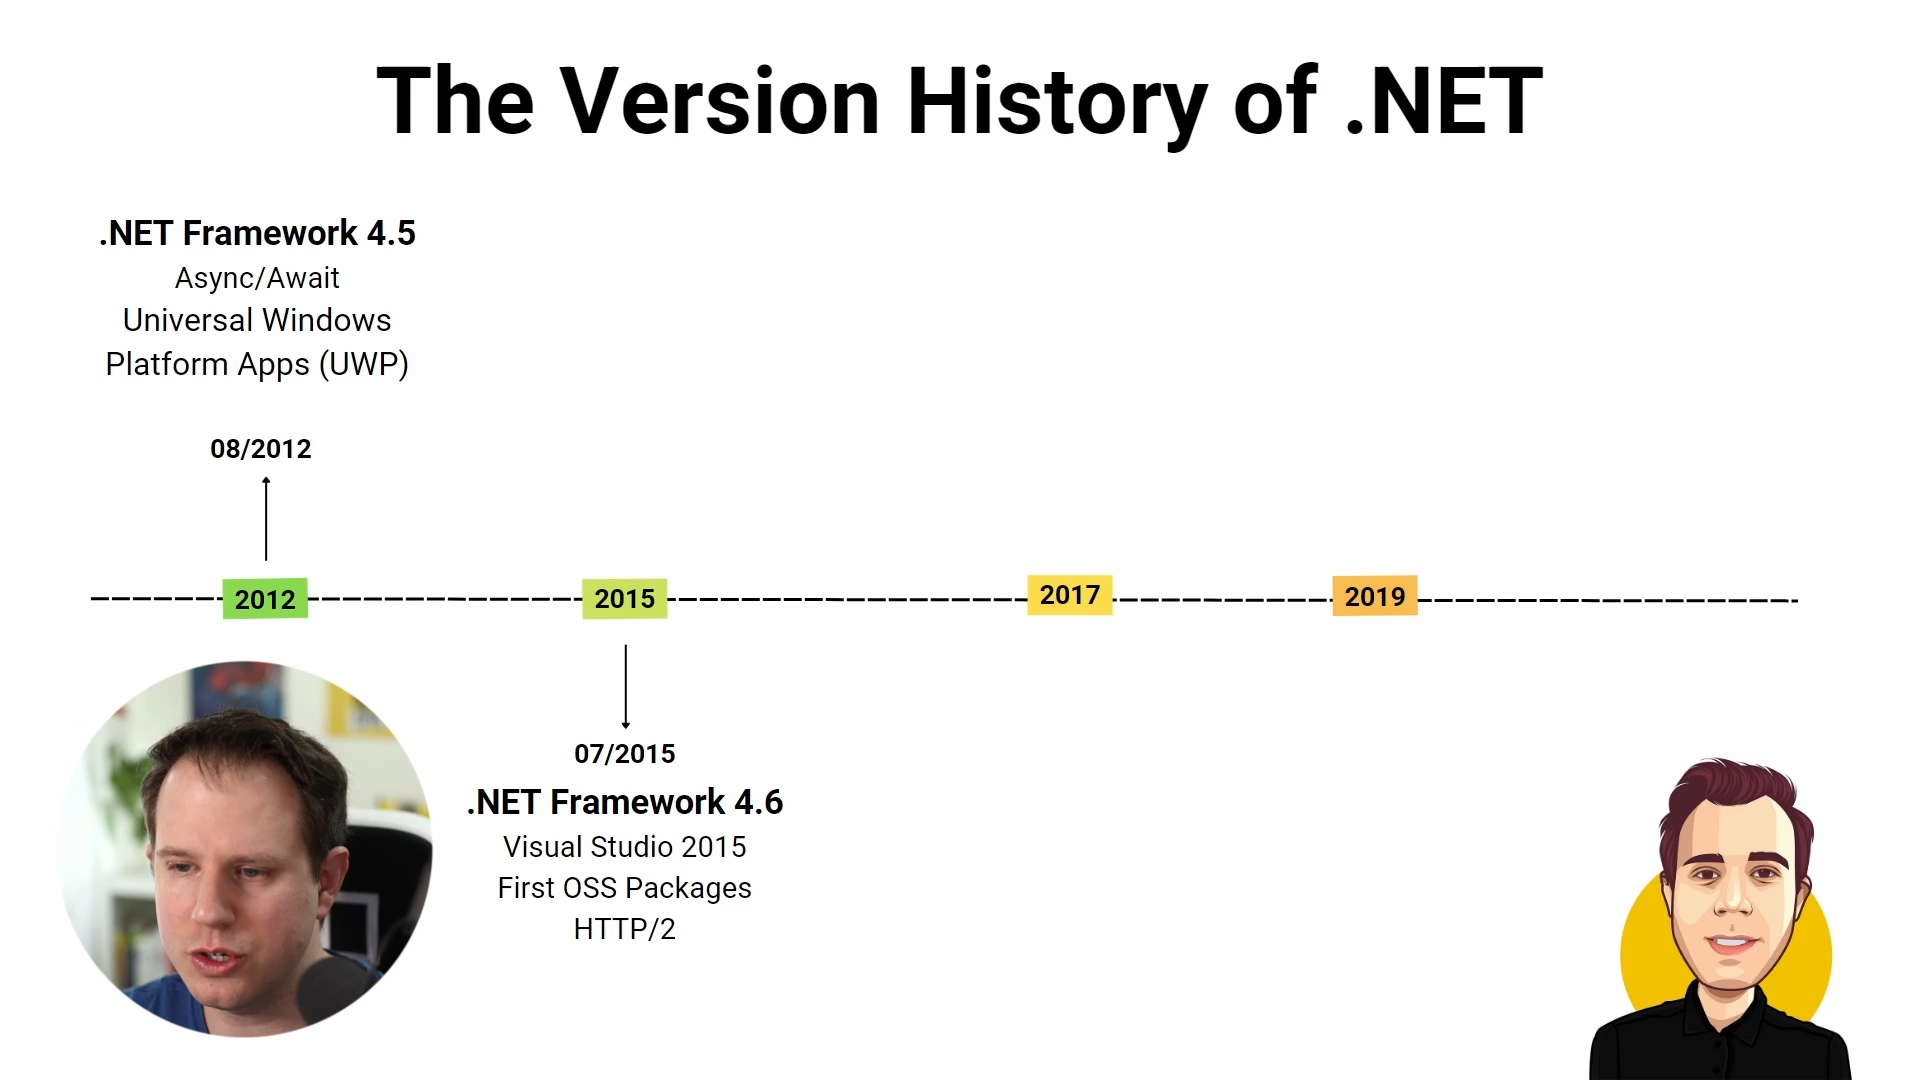 The Version History of .NET
.NET Framework 4.5
Async/Await
Universal Windows
Platform Apps (UWP)
08/2012
2012
2015
2017
2019
07/2015
.NET Framework 4.6
Visual Studio 2015
First OSS Packages
HTTP/2